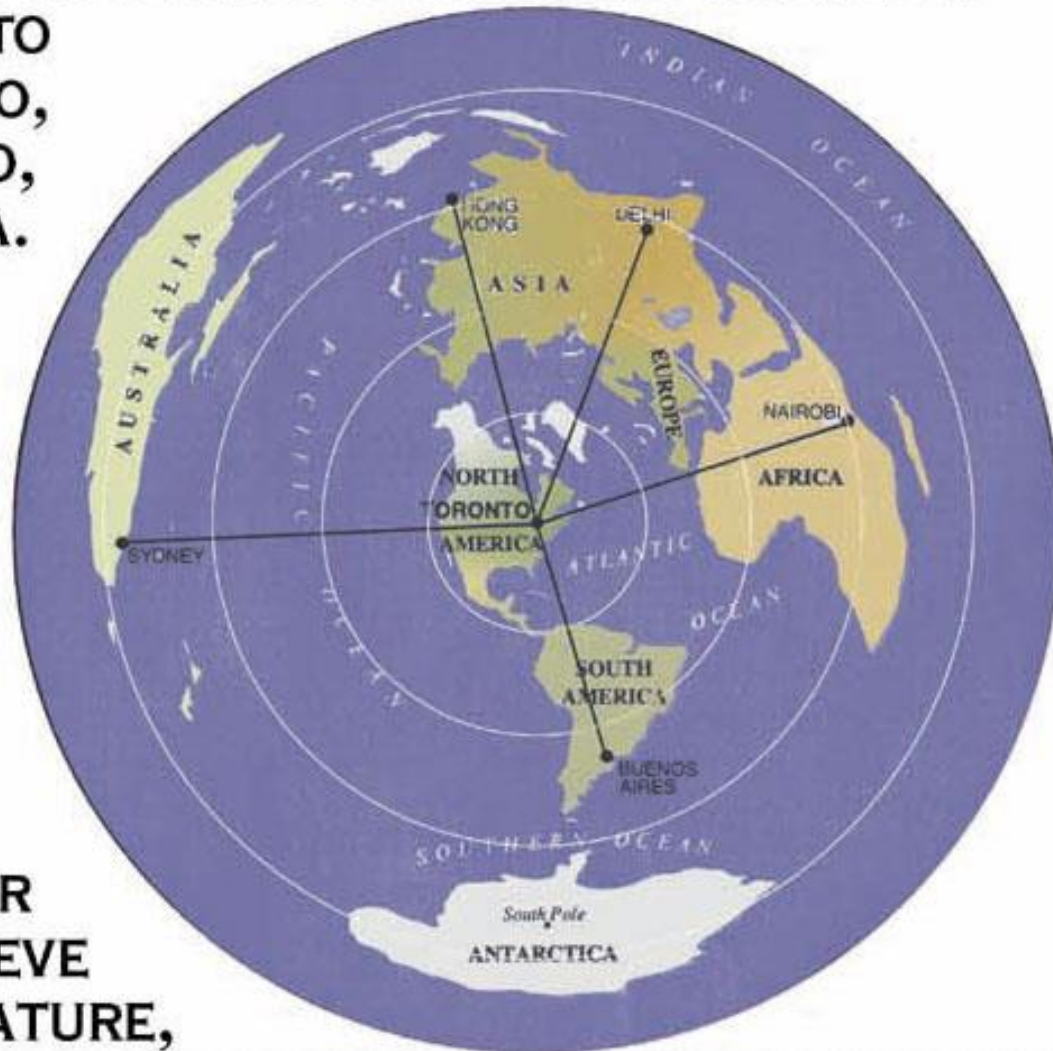 TO
O,
O,
A.
INDIAN
OCEAN
HONG
KONG
DELHI
ASIA
AUSTRALIA
PACIFIC
EUROPE
NAIROBI
NORTH
AFRICA
TORONTO
AMERICA
ATLANTIC
SYDNEY
OCEAN
OCEAN
SOUTH
AMERICA
BUENOS
AIRES
SOUTHERN OCEAN
R
South Pole
ANTARCTICA
EVE
ATURE,